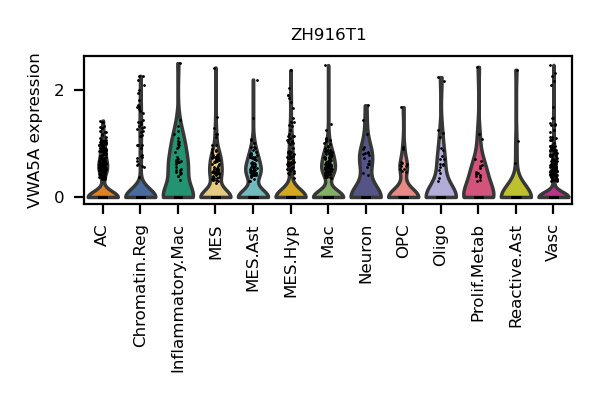 ZH916T1
VWA5A expression
2
0
AC
Chromatin.Reg
Inflammatory.Mac
MES
MES.Ast
MES.Hyp
Mac
Neuron
OPC
Oligo
Prolif.Metab
Reactive.Ast
Vasc